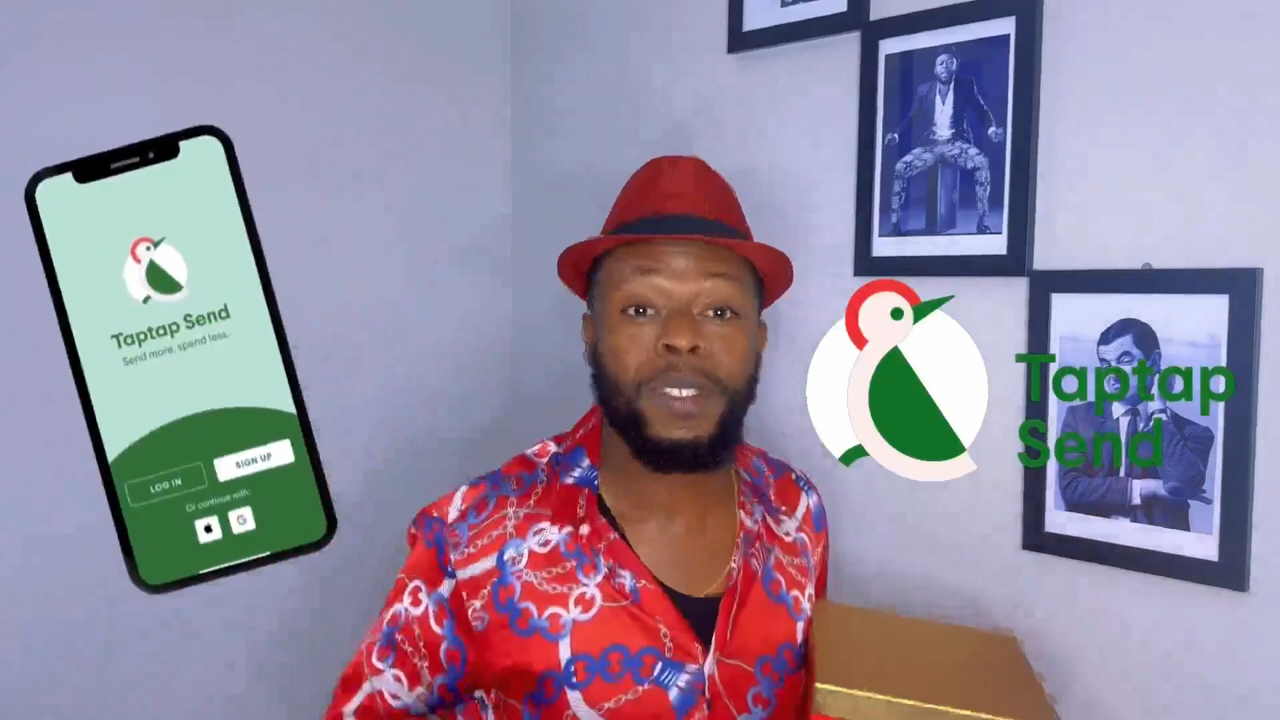 Taptap Send
Send more, spend less.
LOG IN
SIGN UP
Or continue with:
G
Taptap
Send